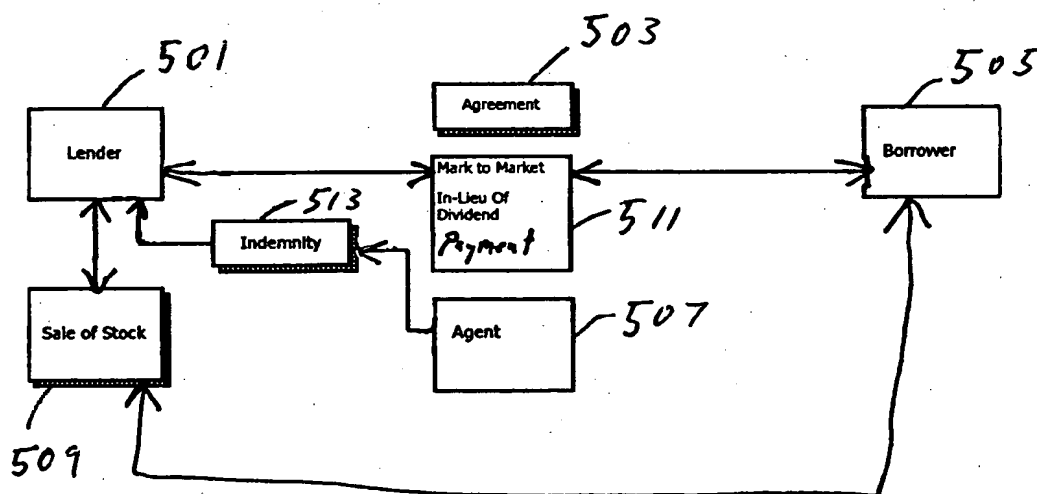 501
503
505
Lender
Agreement
Borrower
Mark to Market
In-Lieu Of
Dividend
Payment
511
513
Indemnity
Sale of Stock
Agent
507
509